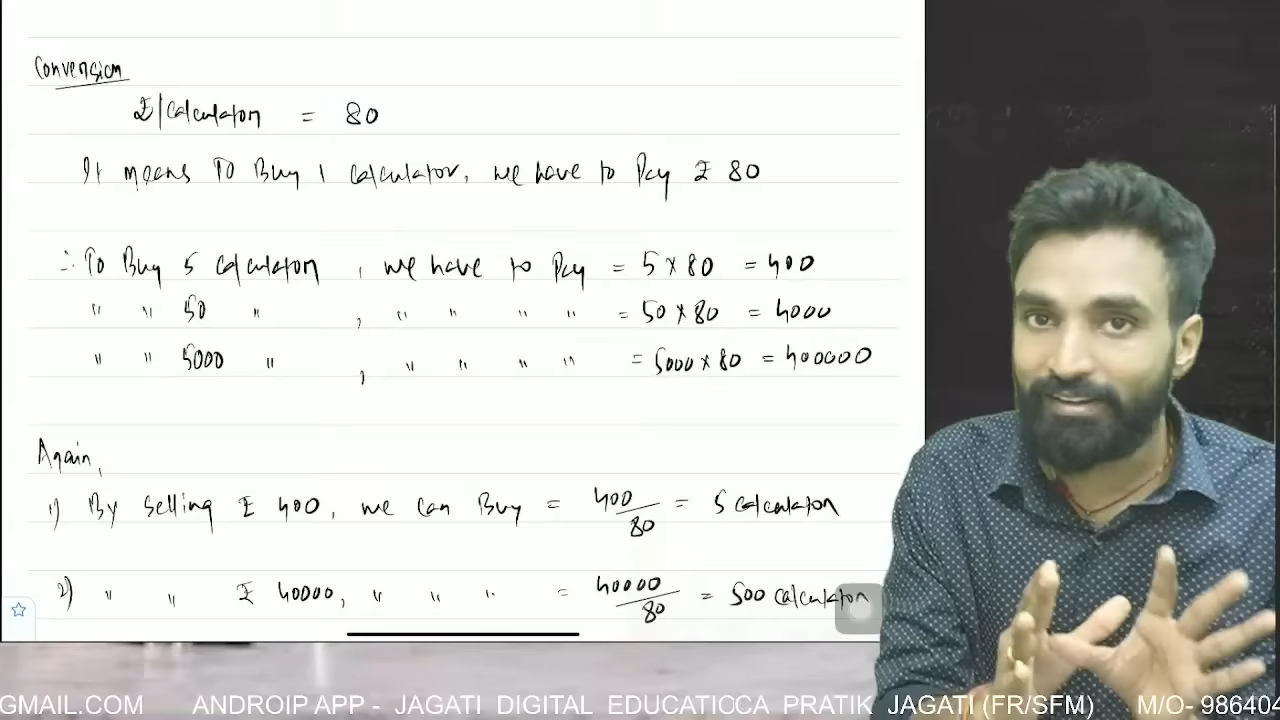 Conversion
₹/calculator = 80
It means To Buy 1 calculator, we have to Pay ₹ 80
∴ To Buy 5 calculators, we have to Pay = 5 × 80 = 400
" " 50 " , " " " " = 50 × 80 = 4000
" " 5000 " , " " " " = 5000 × 80 = 400000
Again,
1) By selling ₹ 400, we can Buy = 400/80 = 5 calculators
2) " " ₹ 40000, " " " = 40000/80 = 500 calculators
GMAIL.COM ANDROIP APP - JAGATI DIGITAL EDUCATICCA PRATIK JAGATI (FR/SFM) M/O- 986404